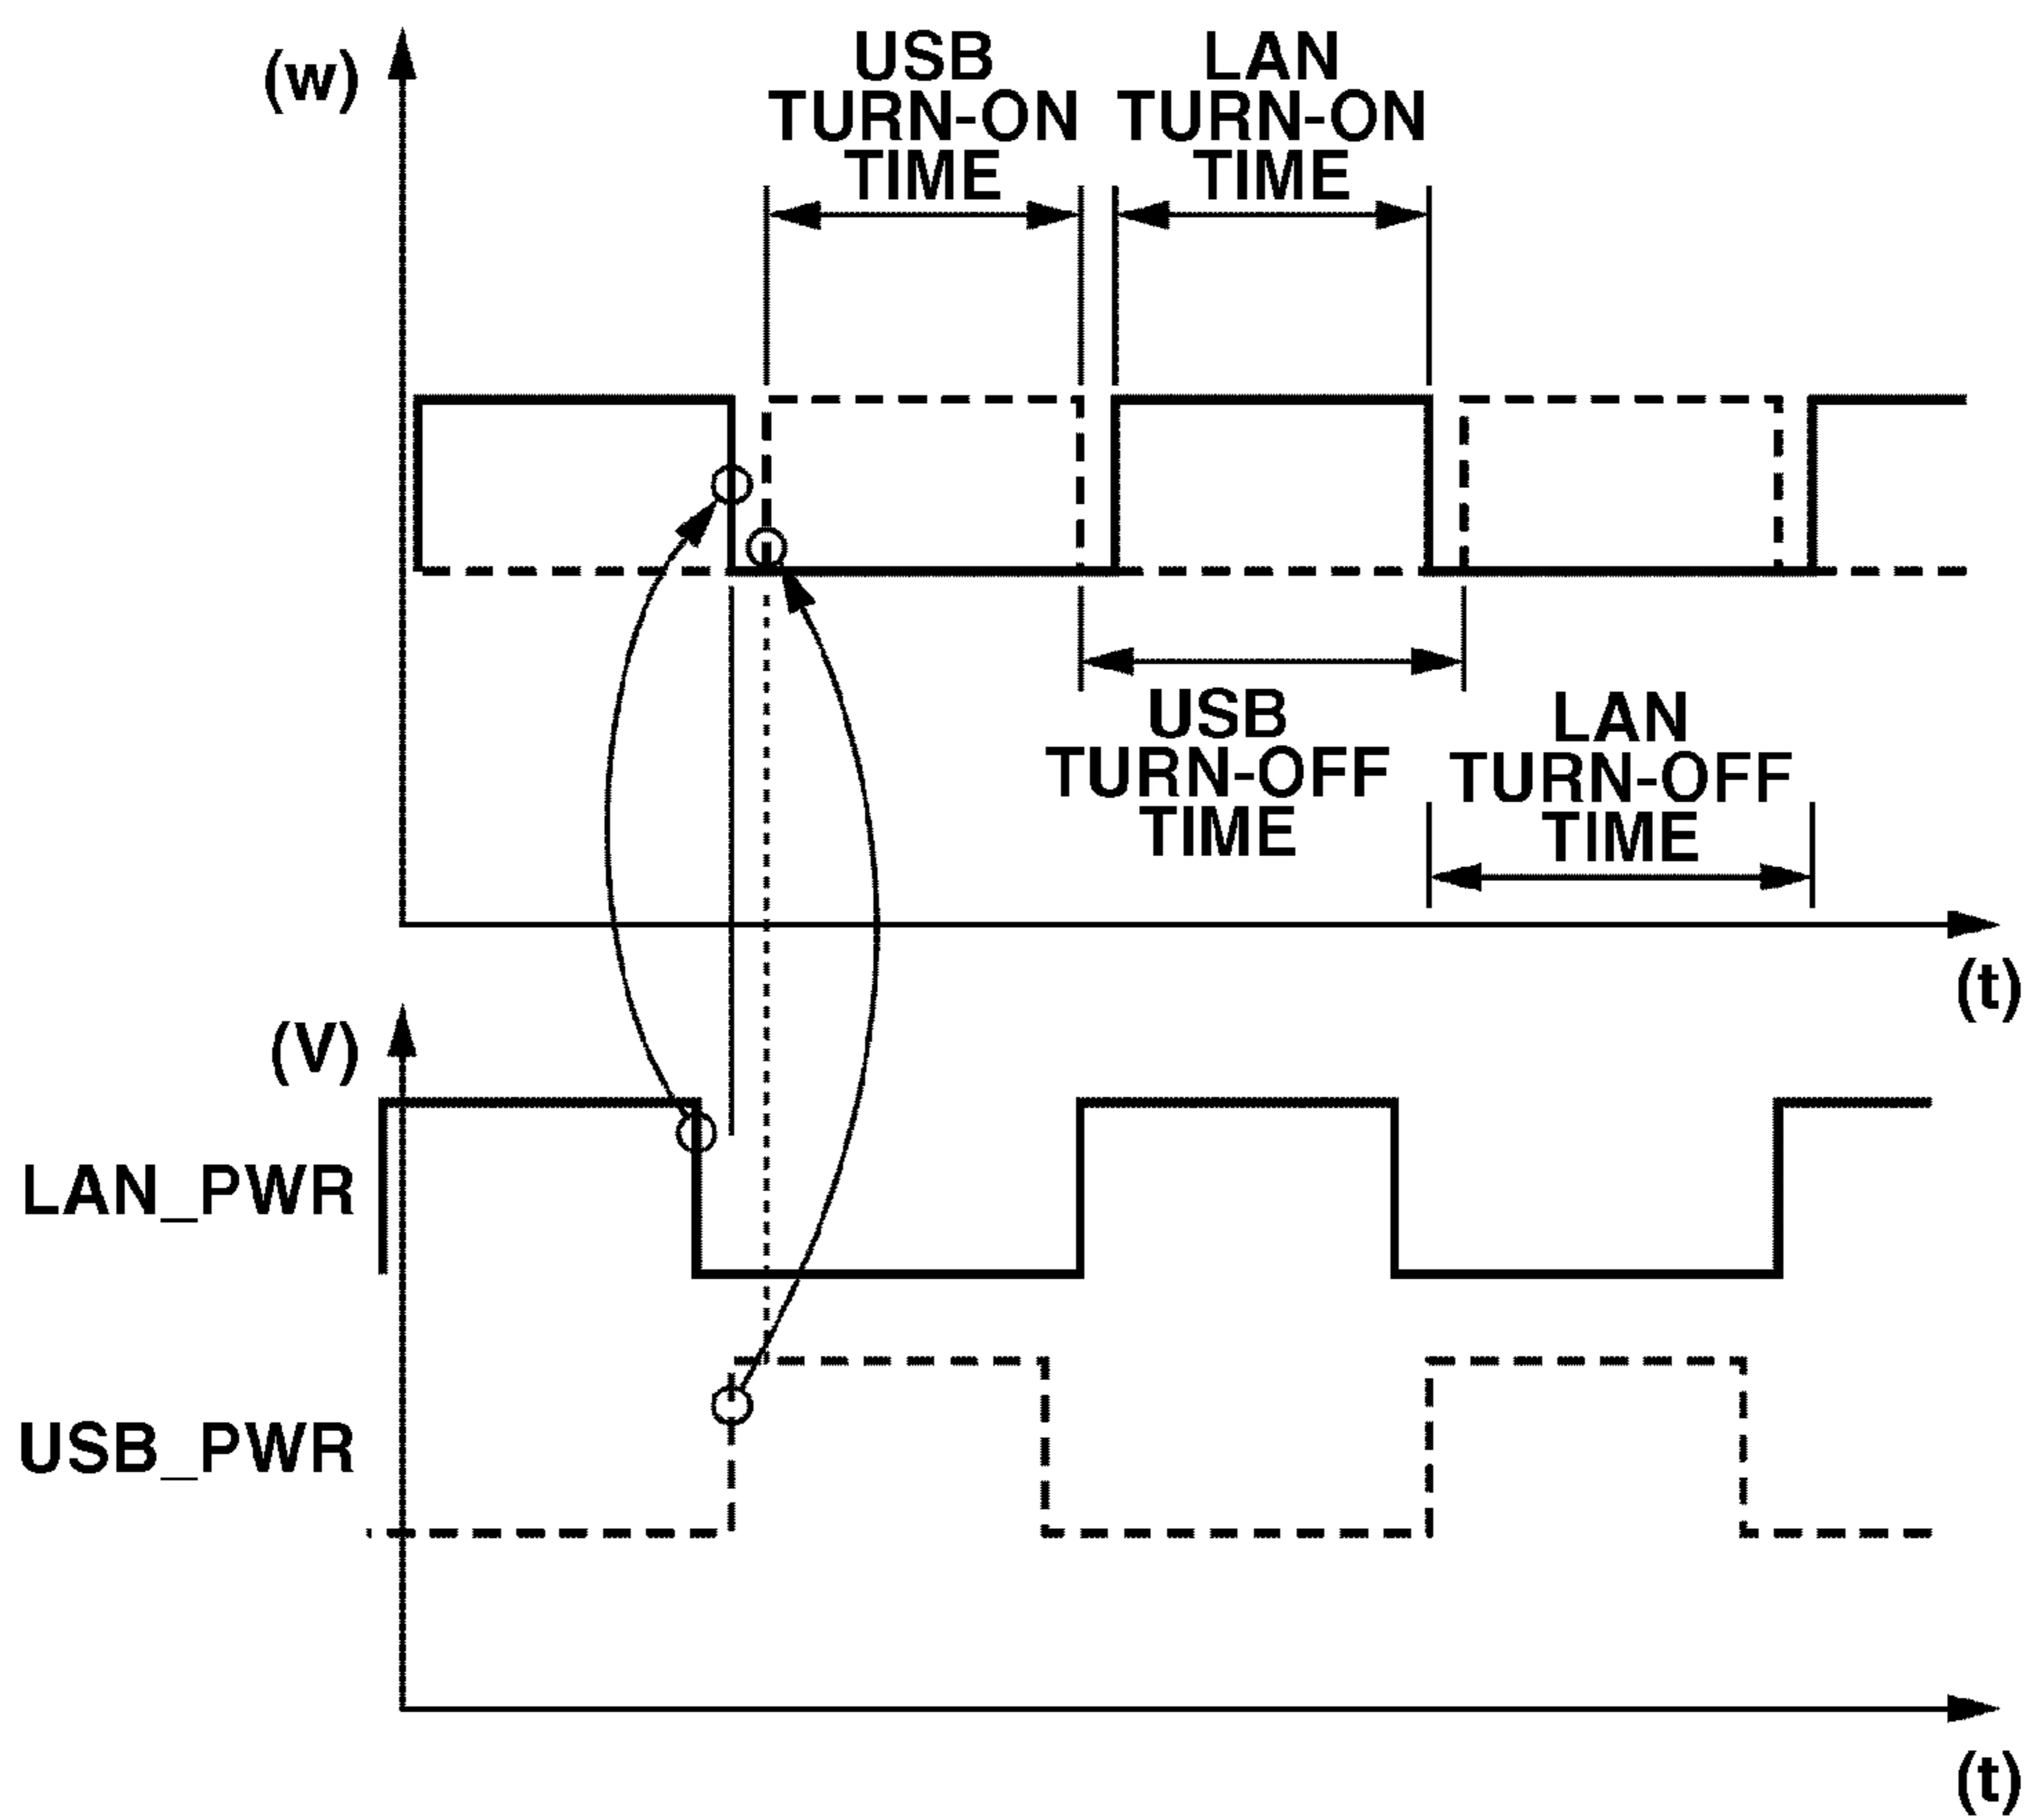 (w)
USB
TURN-ON
TIME
LAN
TURN-ON
TIME
USB
TURN-OFF
TIME
LAN
TURN-OFF
TIME
(t)
(V)
LAN_PWR
USB_PWR
(t)